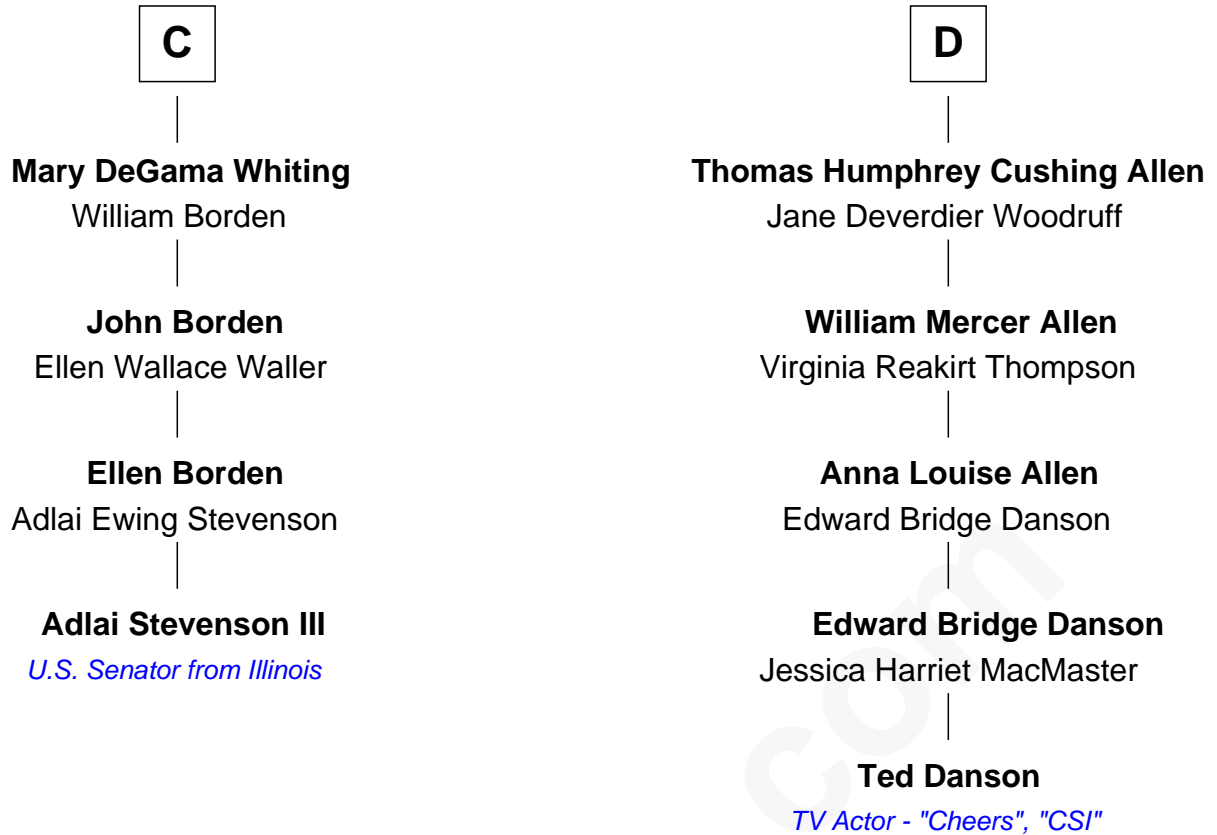 C
Mary DeGama Whiting
William Borden
John Borden
Ellen Wallace Waller
Ellen Borden
Adlai Ewing Stevenson
Adlai Stevenson III
U.S. Senator from Illinois
D
Thomas Humphrey Cushing Allen
Jane Deverdier Woodruff
William Mercer Allen
Virginia Reakirt Thompson
Anna Louise Allen
Edward Bridge Danson
Edward Bridge Danson
Jessica Harriet MacMaster
Ted Danson
TV Actor - "Cheers", "CSI"
com